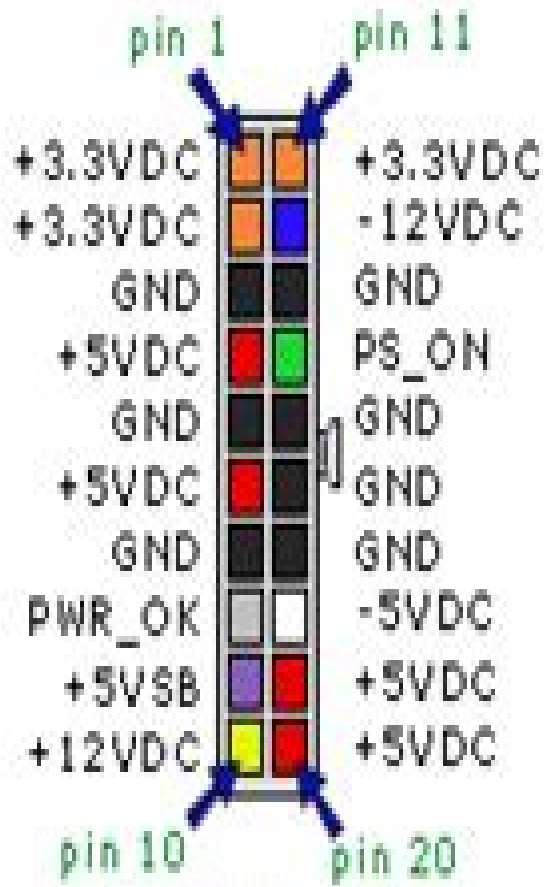 pin 1 pin 11
+3.3VDC +3.3VDC
+3.3VDC -12VDC
GND GND
+5VDC PS_ON
GND GND
+5VDC GND
GND GND
PWR_OK -5VDC
+5VSB +5VDC
+12VDC +5VDC
pin 10 pin 20